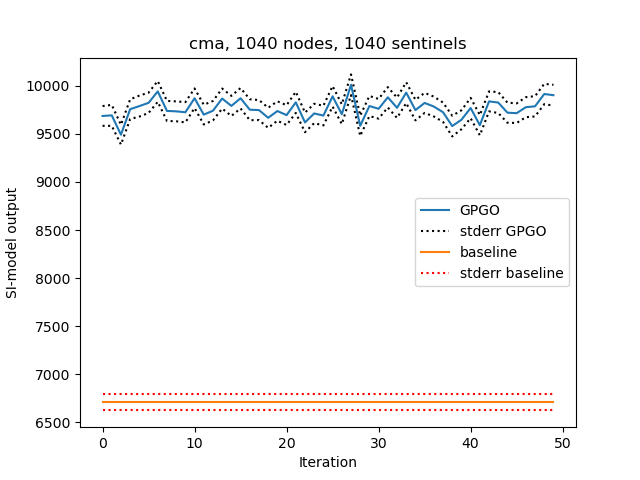 cma, 1040 nodes, 1040 sentinels
10000
9500
9000
8500
8000
7500
7000
6500
SI-model output
GPGO
stderr GPGO
baseline
stderr baseline
0 10 20 30 40 50
Iteration